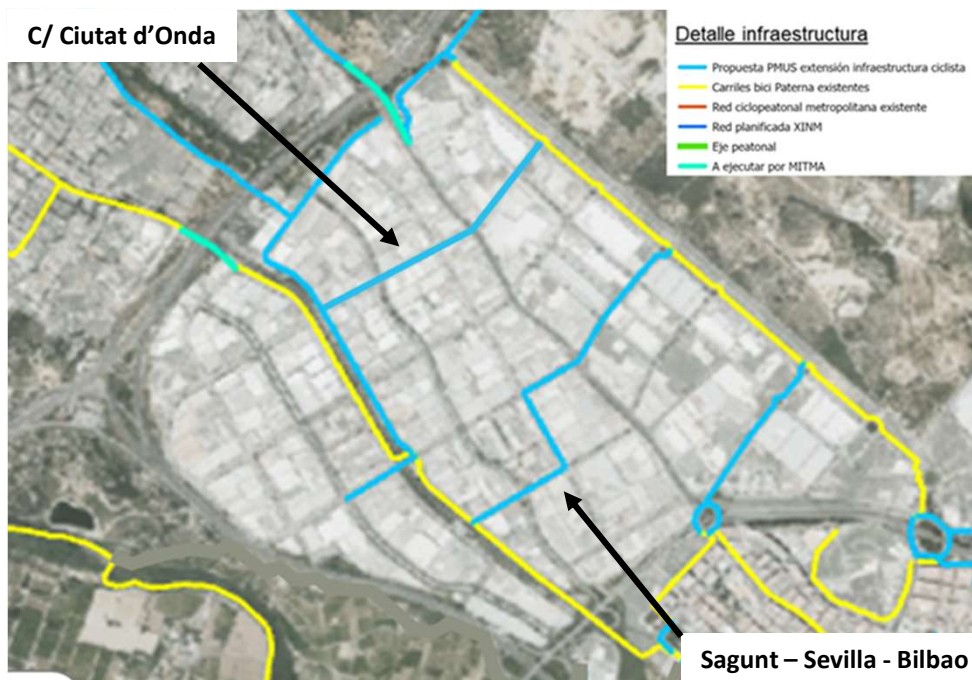 C/ Ciutat d’Onda
Detalle infraestructura
Propuesta PMUS extensión infraestructura ciclista
Carriles bici Paterna existentes
Red ciclopeatonal metropolitana existente
Red planificada XINM
Eje peatonal
A ejecutar por MITMA
Sagunt – Sevilla - Bilbao